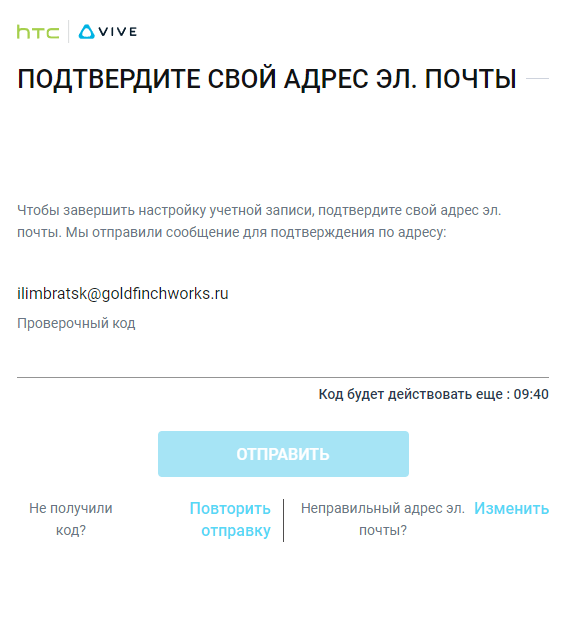 hTC VIVE
ПОДТВЕРДИТЕ СВОЙ АДРЕС ЭЛ. ПОЧТЫ
Чтобы завершить настройку учетной записи, подтвердите свой адрес эл.
почты. Мы отправили сообщение для подтверждения по адресу:
ilimbratsk@goldfinchworks.ru
Проверочный код
Код будет действовать еще : 09:40
ОТПРАВИТЬ
Не получили
код?
Повторить
отправку
Неправильный адрес эл.
почты?
Изменить